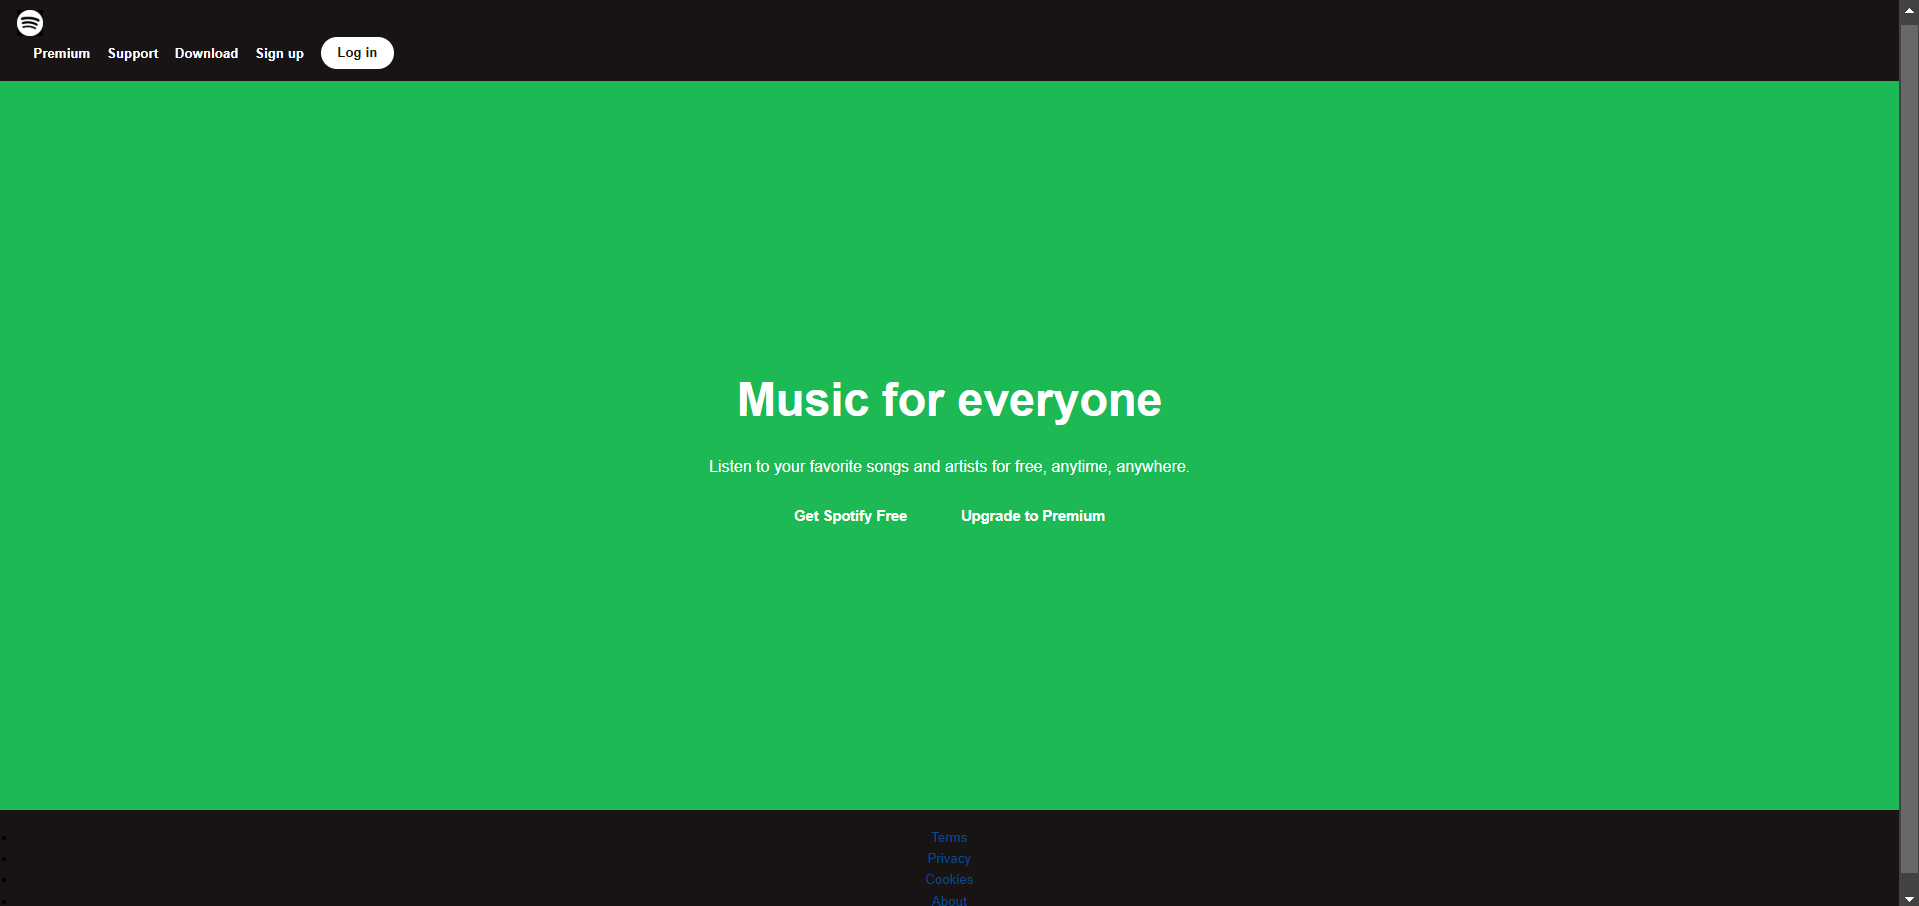 Premium Support Download Sign up Log in
Music for everyone
Listen to your favorite songs and artists for free, anytime, anywhere.
Get Spotify Free Upgrade to Premium
Terms
Privacy
Cookies
About